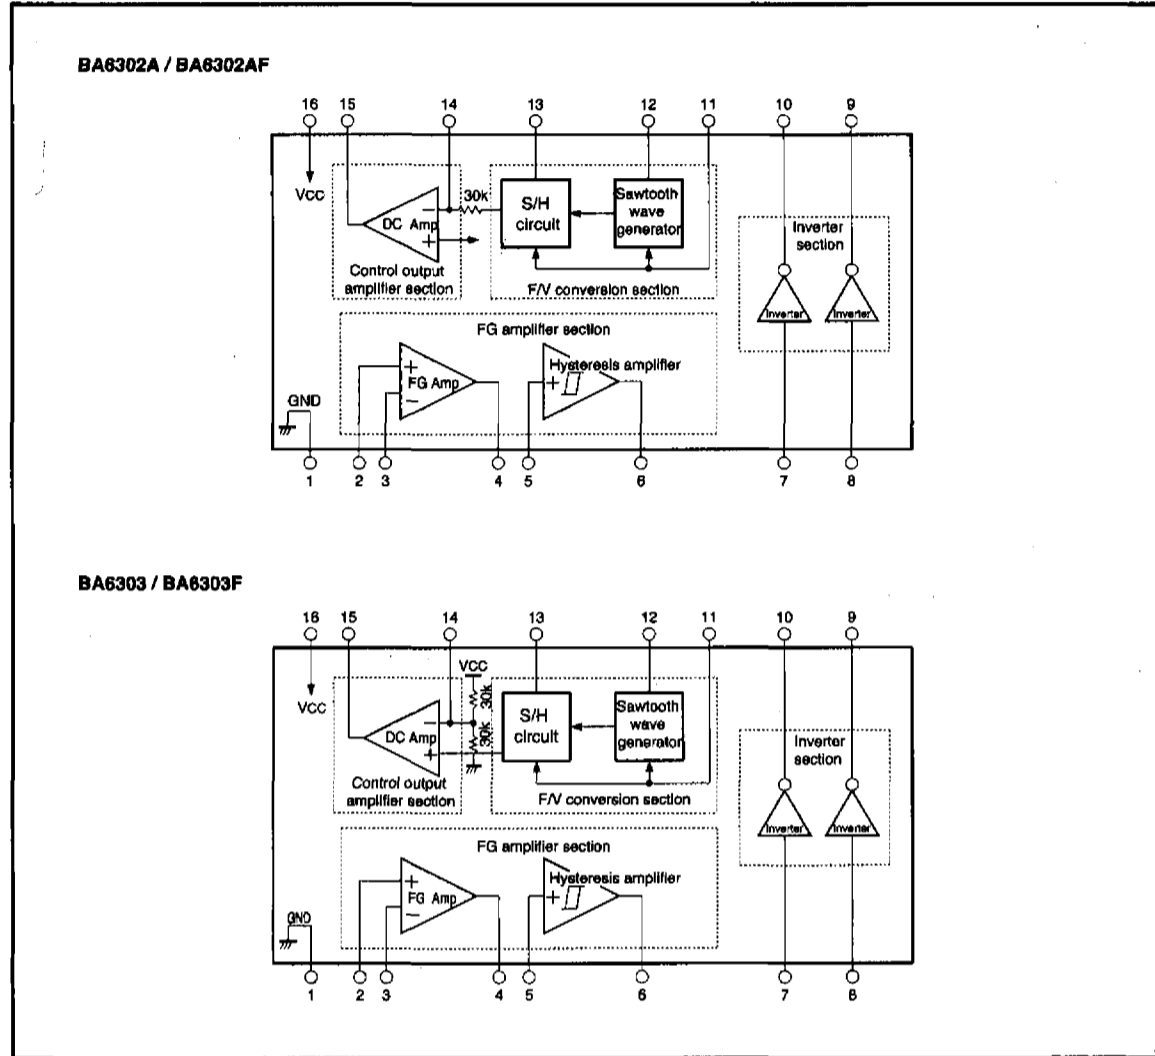 BA6302A / BA6302AF
16 15 14 13 12 11 10 9
VCC
30k
S/H
circuit
Sawtooth
wave
generator
Inverter
section
−
DC Amp
+
Control output
amplifier section
F/V conversion section
Inverter
Inverter
FG amplifier section
Hysteresis amplifier
+
FG Amp
−
+
GND
1 2 3 4 5 6 7 8
BA6303 / BA6303F
16 15 14 13 12 11 10 9
VCC
VCC
30k
30k
S/H
circuit
Sawtooth
wave
generator
Inverter
section
−
DC Amp
+
Control output
amplifier section
F/V conversion section
Inverter
Inverter
FG amplifier section
Hysteresis amplifier
+
FG Amp
−
+
GND
1 2 3 4 5 6 7 8